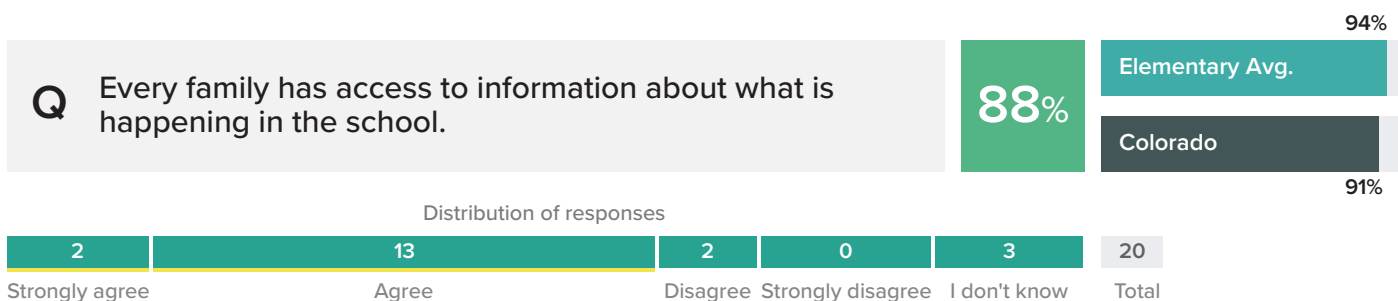 94%
Q
Every family has access to information about what is
happening in the school.
88%
Elementary Avg.
Colorado
91%
Distribution of responses
2 13 2 0 3 20
Strongly agree Agree Disagree Strongly disagree I don't know Total